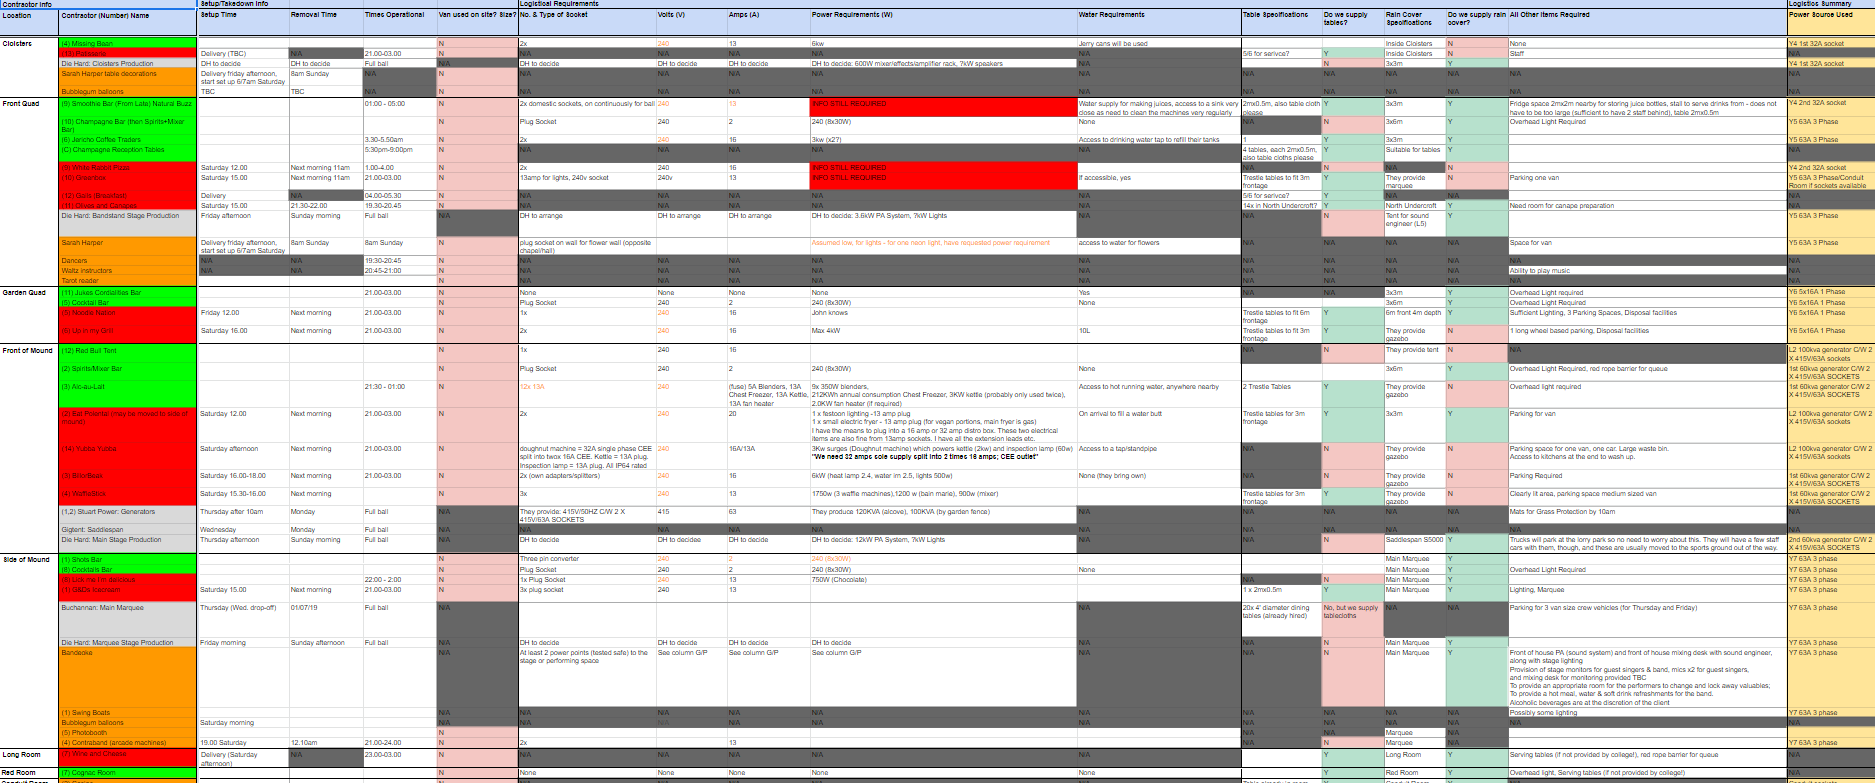 Contractor Info Setup/Takedown Info Logistical Requirements Logistics Summary
Location Contractor (Number) Name Setup Time Removal Time Times Operational Van used on site? Size? No. & Type of Socket Volts (V) Amps (A) Power Requirements (W) Water Requirements Table Specifications Do we supply tables? Rain Cover Specifications Do we supply rain cover? All Other Items Required Power Source Used
Cloisters (4) Missing Bean 21.00-03.00 N 2x 240 13 6kw Jerry cans will be used Inside Cloisters N None Y4 1st 32A socket
Delivery (TBC) N/A 21.00-03.00 N N/A N/A N/A N/A N/A 5/6 for serivce? Y Inside Cloisters N Staff N/A
Die Hard: Cloisters Production DH to decide DH to decide Full ball N DH to decide DH to decide DH to decide DH to decide: 600W mixer/effects/amplifier rack, ?kW speakers N/A N 3x3m Y Y4 1st 32A socket
Sarah Harper table decorations Delivery friday afternoon, start set up 6/7am Saturday 8am Sunday N/A N N/A N/A N/A N/A N/A N/A N/A N/A N/A N/A N/A
Bubblegum balloons TBC TBC N/A N N/A N/A N/A N/A N/A N/A N/A N/A N/A N/A N/A
Front Quad (9) Smoothie Bar (From Late) Natural Buzz 01:00 - 05:00 N 2x domestic sockets, on continuously for ball 240 13 INFO STILL REQUIRED Water supply for making juices, access to a sink very close as need to clean the machines very regularly 2mx0.5m, also table cloth please Y 3x3m Y Fridge space 2mx2m nearby for storing juice bottles, stall to serve drinks from - does not have to be too large (sufficient to have 2 staff behind), table 2mx0.5m Y4 2nd 32A socket
(10) Champagne Bar (then Spirits+Mixer Bar) N Plug Socket 240 2 240 (8x30W) None N/A N 3x6m Y Overhead Light Required Y5 63A 3 Phase
(6) Jericho Coffee Traders 3.30-5.50am N 2x 240 16 3kw (x2?) Access to drinking water tap to refill their tanks 1 Y 3x3m Y Y5 63A 3 Phase
(C) Champagne Reception Tables 5:30pm-9:00pm N N/A N/A N/A N/A N/A 4 tables, each 2mx0.5m, also table cloths please Y Suitable for tables Y N/A
(9) White Rabbit Pizza Saturday 12.00 Next morning 11am 1.00-4.00 N 2x 240 16 INFO STILL REQUIRED N/A N N/A N/A Y4 2nd 32A socket
(10) Greenbox Saturday 15.00 Next morning 11am 21.00-03.00 N 13amp for lights, 240v socket 240v 13 INFO STILL REQUIRED If accessible, yes Trestle tables to fit 3m frontage Y They provide marquee N Parking one van Y5 63A 3 Phase/Conduit Room if sockets available
Delivery N/A 04.00-05.30 N N/A N/A N/A N/A N/A 5/6 for serivce? Y N/A N/A N/A
(11) Olives and Canapes Saturday 15.00 21.30-22.00 19.30-20.45 N N/A N/A N/A N/A N/A 14x in North Undercroft? Y North Undercroft Y Need room for canape preparation N/A
Die Hard: Bandstand Stage Production Friday afternoon Sunday morning Full ball N/A DH to arrange DH to arrange DH to arrange DH to decide: 3.6kW PA System, ?kW Lights N/A N/A N Tent for sound engineer (L5) Y Y5 63A 3 Phase
Sarah Harper Delivery friday afternoon, start set up 6/7am Saturday 8am Sunday 8am Sunday N plug socket on wall for flower wall (opposite chapel/hall) Assumed low, for lights - for one neon light, have requested power requirement access to water for flowers N/A N/A N/A N/A Space for van Y5 63A 3 Phase
Dancers N/A N/A 19:30-20:45 N N/A N/A N/A N/A N/A N/A N/A N/A N/A N/A N/A
Waltz instructors N/A N/A 20:45-21:00 N N/A N/A N/A N/A N/A N/A N/A N/A N/A Ability to play music N/A
Tarot reader N N/A N/A N/A N/A N/A N/A N/A N/A N/A N/A N/A
Garden Quad (11) Jukes Cordialities Bar 21.00-03.00 N None None None None Yes N/A N/A 3x3m Y Overhead Light required Y6 5x16A 1 Phase
(5) Cocktail Bar N Plug Socket 240 2 240 (8x30W) None 3x6m Y Overhead Light Required Y6 5x16A 1 Phase
(5) Noodle Nation Friday 12.00 Next morning 21.00-03.00 N 1x 240 16 John knows Trestle tables to fit 6m frontage Y 6m front 4m depth Y Sufficient Lighting, 3 Parking Spaces, Disposal facilities Y6 5x16A 1 Phase
(6) Up in my Grill Saturday 16.00 Next morning 21.00-03.00 N 2x 240 16 Max 4kW 10L Trestle tables to fit 3m frontage Y They provide gazebo N 1 long wheel based parking, Disposal facilities Y6 5x16A 1 Phase
Front of Mound (12) Red Bull Tent N 1x 240 16 N/A N They provide tent N N/A L2 100kva generator C/W 2 X 415V/63A sockets
(2) Spirits/Mixer Bar N Plug Socket 240 2 240 (8x30W) None 3x6m Y Overhead Light Required, red rope barrier for queue 1st 60kva generator C/W 2 X 415V/63A SOCKETS
(3) Alc-au-Lait 21:30 - 01:00 N 12x 13A 240 (fuse) 5A Blenders, 13A Chest Freezer, 13A Kettle, 13A fan heater 9x 350W blenders, 212KWh annual consumption Chest Freezer, 3KW kettle (probably only used twice), 2.0KW fan heater (if required) Access to hot running water, anywhere nearby 2 Trestle Tables Y They provide gazebo N Overhead light required 1st 60kva generator C/W 2 X 415V/63A SOCKETS
(2) Eat Potential (may be moved to side of mound) Saturday 12.00 Next morning 21.00-03.00 N 2x 240 20 1 x festoon lighting -13 amp plug
1 x small electric fryer - 13 amp plug (for vegan portions, main fryer is gas)
I have the means to plug into a 16 amp or 32 amp distro box. These two electrical items are also fine from 13amp sockets. I have all the extension leads etc. On arrival to fill a water butt Trestle tables for 3m frontage Y 3x3m Y Parking for van L2 100kva generator C/W 2 X 415V/63A sockets
(14) Yubba Yubba Saturday afternoon Next morning 21.00-03.00 N doughnut machine = 32A single phase CEE split into twox 16A CEE. Kettle = 13A plug. Inspection lamp = 13A plug. All IP64 rated 240 16A/13A 3Kw surges (Doughnut machine) which powers kettle (2kw) and inspection lamp (60w)
"We need 32 amps sole supply split into 2 times 16 amps; CEE outlet" Access to a tap/standpipe N/A N They provide gazebo N Parking space for one van, one car. Large waste bin.
Access to kitchens at the end to wash up. L2 100kva generator C/W 2 X 415V/63A sockets
Saturday 16.00-18.00 Next morning 21.00-03.00 N 2x (own adapters/splitters) 240 16 6kW (heat lamp 2.4, water irn 2.5, lights 500w) None (they bring own) N/A N They provide gazebo N Parking Required 1st 60kva generator C/W 2 X 415V/63A SOCKETS
(4) WaffleStick Saturday 15.30-16.00 Next morning 21.00-03.00 N 3x 240 13 1750w (3 waffle machines),1200 w (bain marie), 900w (mixer) Trestle tables for 3m frontage Y They provide gazebo N Clearly lit area, parking space medium sized van 1st 60kva generator C/W 2 X 415V/63A SOCKETS
(1,2) Stuart Power: Generators Thursday after 10am Monday Full ball N They provide: 415V/50HZ C/W 2 X 415V/63A SOCKETS 415 63 They produce 120KVA (alcove), 100KVA (by garden fence) N/A N/A N/A N/A N/A Mats for Grass Protection by 10am N/A
Gigtent: Saddlespan Wednesday Monday Full ball N N/A N/A N/A N/A N/A N/A N/A N/A N/A N/A N/A
Die Hard: Main Stage Production Thursday afternoon Sunday morning Full ball N DH to decide DH to decidee DH to decide DH to decide: 12kW PA System, ?kW Lights N/A N/A N Saddlespan S5000 Y Trucks will park at the lorry park so no need to worry about this. They will have a few staff cars with them, though, and these are usually moved to the sports ground out of the way. 2nd 60kva generator C/W 2 X 415V/63A SOCKETS
Side of Mound (1) Shots Bar N Three pin converter 240 2 240 (8x30W) Main Marquee Y Y7 63A 3 phase
(8) Cocktails Bar N Plug Socket 240 2 240 (8x30W) Main Marquee Y Overhead Light Required Y7 63A 3 phase
22:00 - 2:00 N 1x Plug Socket 240 13 750W (Chocolate) N/A N Main Marquee Y Y7 63A 3 phase
(1) G&Ds Icecream Saturday 15.00 Next morning 21.00-03.00 N 3x plug socket 240 13 1 x 2mx0.5m Y Main Marquee Y Lighting, Marquee Y7 63A 3 phase
Buchannan: Main Marquee Thursday (Wed. drop-off) 01/07/19 Full ball N/A N/A 20x 4' diameter dining tables (already hired) No, but we supply tablecloths N/A N/A Parking for 3 van size crew vehicles (for Thursday and Friday) Y7 63A 3 phase
Die Hard: Marquee Stage Production Friday morning Sunday afternoon Full ball N/A DH to decide DH to decide DH to decide DH to decide N/A N/A N Main Marquee Y Y7 63A 3 phase
Bandeoke N/A At least 2 power points (tested safe) to the stage or performing space See column G/P See column G/P See column G/P N/A N/A N Main Marquee Y Front of house PA (sound system) and front of house mixing desk with sound engineer, along with stage lighting
Provision of stage monitors for guest singers & band, mics x2 for guest singers, and mixing desk for monitoring provided TBC
To provide an appropriate room for the performers to change and lock away valuables;
To provide a hot meal, water & soft drink refreshments for the band.
Alcoholic beverages are at the discretion of the client Y7 63A 3 phase
(1) Swing Boats N/A N/A N/A N/A N/A N/A N/A N/A N/A N/A Possibly some lighting Y7 63A 3 phase
Bubblegum balloons Saturday morning N/A N/A N/A N/A N/A N/A N/A N/A N/A N/A N/A N/A
(5) Photobooth N Marquee N
(4) Contraband (arcade machines) 19.00 Saturday 12.10am 21.00-24.00 N 2x 13 N Marquee N/A Y7 63A 3 phase
Long Room (7) Wine and Cheese Delivery (Saturday afternoon) N/A 23.00-03.00 N N/A N/A N/A N/A N/A Y Long Room Y Serving tables (if not provided by college!), red rope barrier for queue N/A
Red Room (7) Cognac Room N None None None None None Y Red Room Y Overhead light, Serving tables (if not provided by college!) N/A